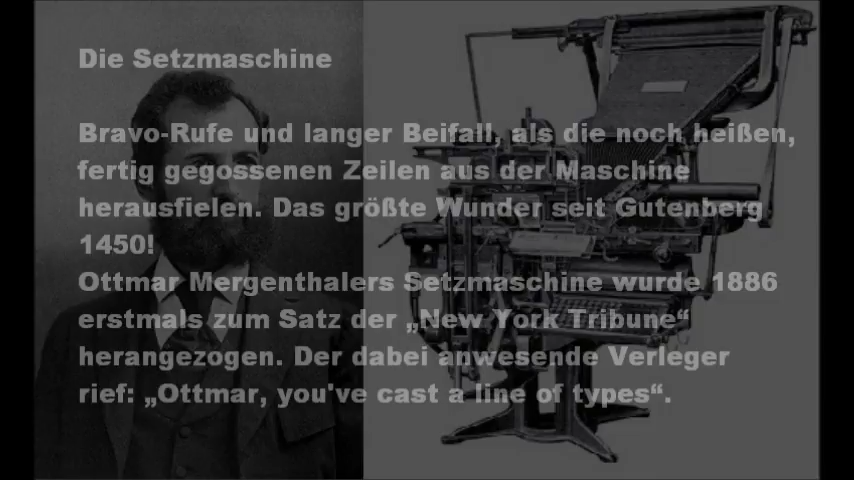 Die Setzmaschine
Bravo-Rufe und langer Beifall, als die noch heißen,
fertig gegossenen Zeilen aus der Maschine
herausfielen. Das größte Wunder seit Gutenberg
1450!
Ottmar Mergenthalers Setzmaschine wurde 1886
erstmals zum Satz der „New York Tribune“
herangezogen. Der dabei anwesende Verleger
rief: „Ottmar, you've cast a line of types“.